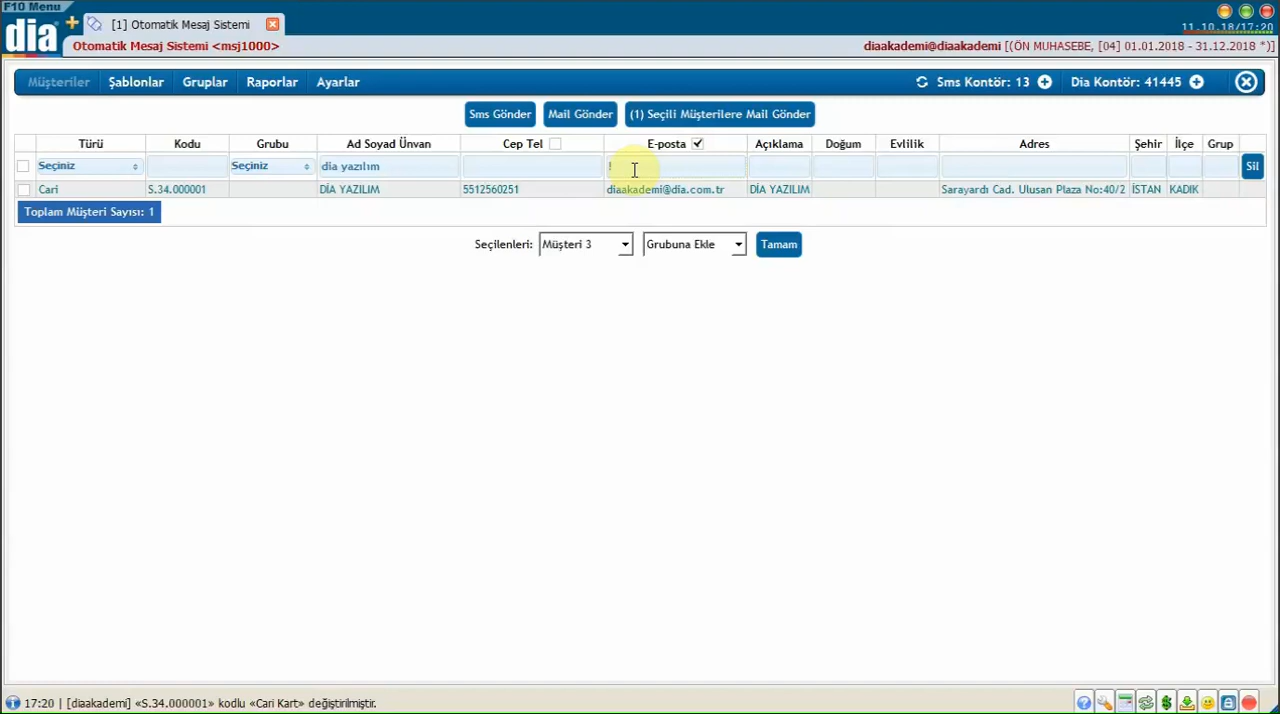 F10 Menu
dia
[1] Otomatik Mesaj Sistemi
11.10.18/17:20
Otomatik Mesaj Sistemi <msj1000>
diaakademi@diaakademi [(ÖN MUHASEBE, [04] 01.01.2018 - 31.12.2018 *)]
Müşteriler Şablonlar Gruplar Raporlar Ayarlar Sms Kontör: 13 Dia Kontör: 41445
Sms Gönder Mail Gönder (1) Seçili Müşterilere Mail Gönder
Türü Kodu Grubu Ad Soyad Ünvan Cep Tel E-posta Açıklama Doğum Evlilik Adres Şehir İlçe Grup
Seçiniz Seçiniz dia yazılım ! Sil
Cari S.34.000001 DİA YAZILIM 5512560251 diaakademi@dia.com.tr DİA YAZILIM Sarayardı Cad. Ulusan Plaza No:40/2 İSTAN KADIK
Toplam Müşteri Sayısı: 1
Seçilenleri: Müşteri 3 Grubuna Ekle Tamam
17:20 | [diaakademi] «S.34.000001» kodlu «Cari Kart» değiştirilmiştir.